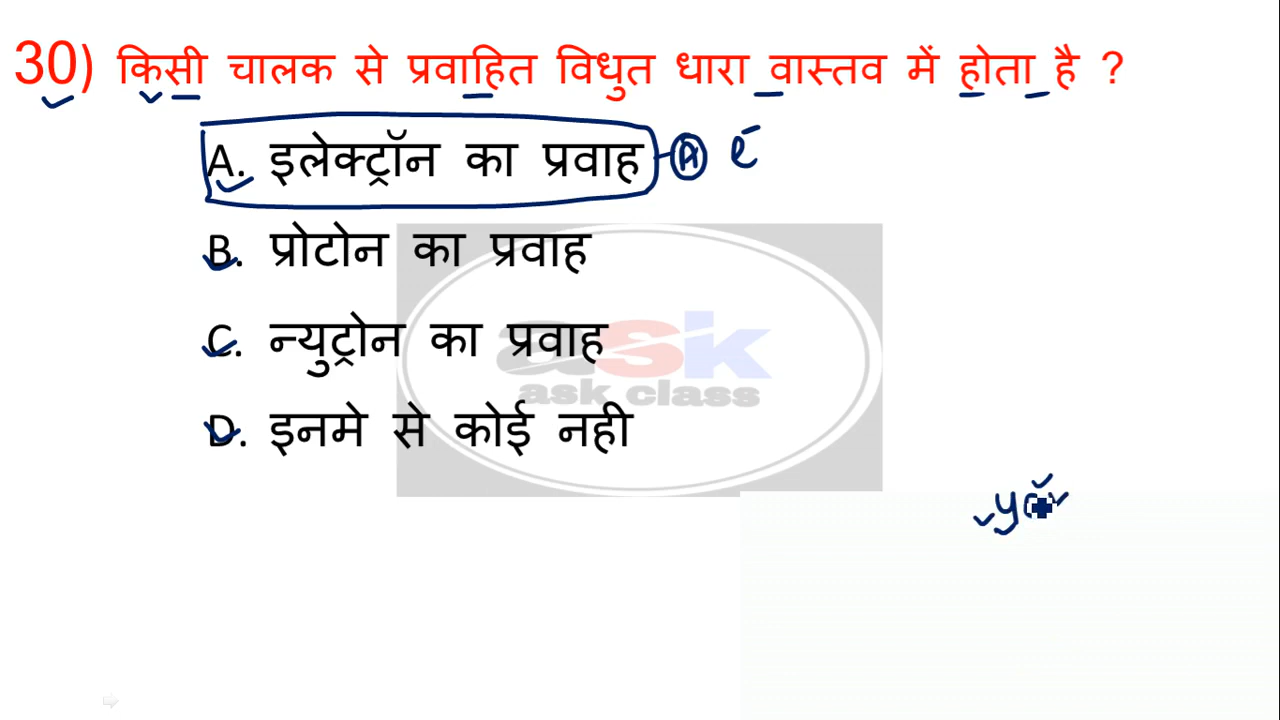 30) किसी चालक से प्रवाहित विधुत धारा वास्तव में होता है ?
A. इलेक्ट्रॉन का प्रवाह A e⁻
B. प्रोटोन का प्रवाह
C. न्युट्रोन का प्रवाह
ask
ask class
D. इनमे से कोई नही